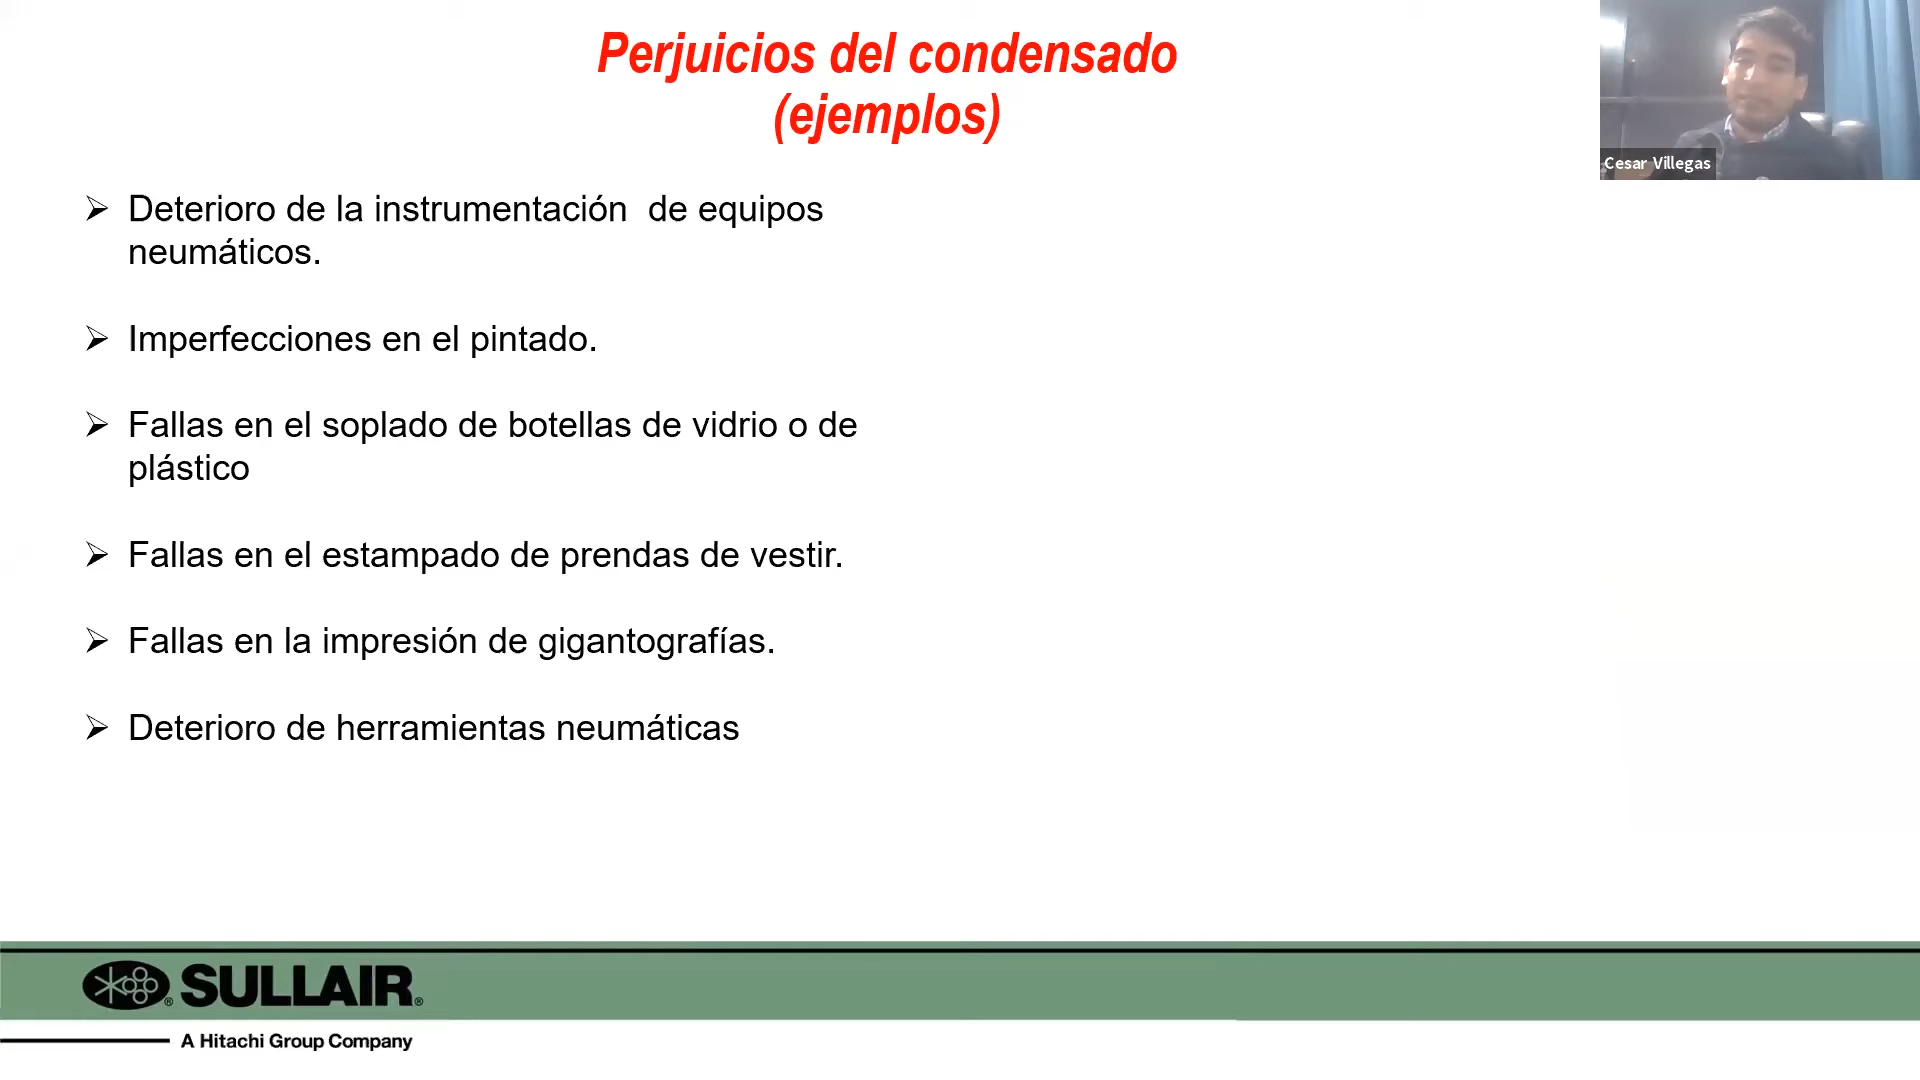 Perjuicios del condensado
(ejemplos)
Cesar Villegas
➢ Deterioro de la instrumentación  de equipos
neumáticos.
➢ Imperfecciones en el pintado.
➢ Fallas en el soplado de botellas de vidrio o de
plástico
➢ Fallas en el estampado de prendas de vestir.
➢ Fallas en la impresión de gigantografías.
➢ Deterioro de herramientas neumáticas
® SULLAIR®
A Hitachi Group Company